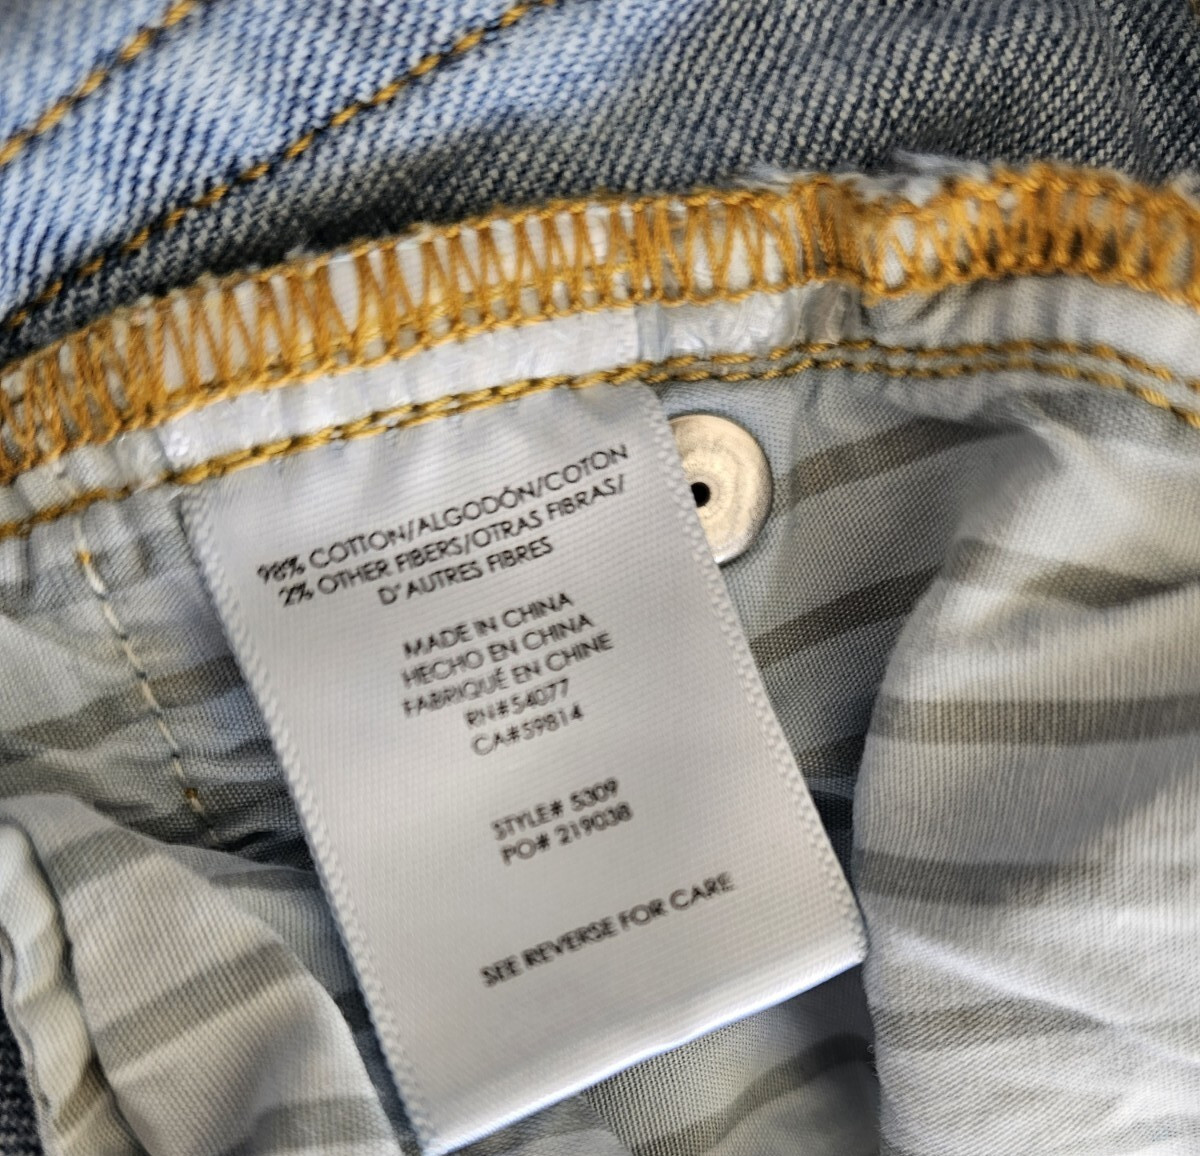 98% COTTON/ALGODÓN/COTON
2% OTHER FIBERS/OTRAS FIBRAS/
D'AUTRES FIBRES
MADE IN CHINA
HECHO EN CHINA
FABRIQUÉ EN CHINE
RN#54077
CA#59814
STYLE# 5309
PO# 219038
SEE REVERSE FOR CARE